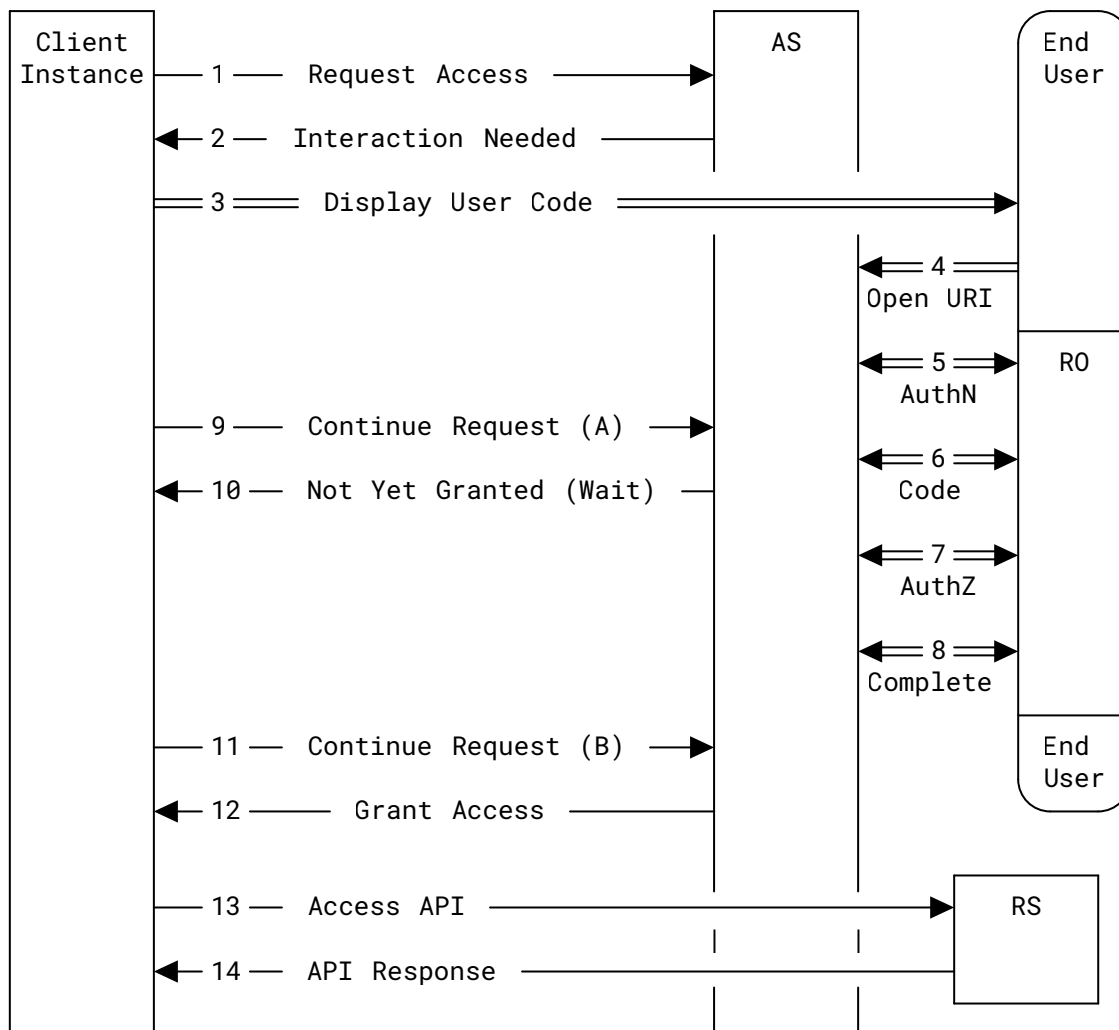 Client AS End
Instance 1 Request Access User
2 Interaction Needed
3 Display User Code
4
Open URI
5 RO
AuthN
9 Continue Request (A)
6
10 Not Yet Granted (Wait) Code
7
AuthZ
8
Complete
11 Continue Request (B) End
User
12 Grant Access
13 Access API RS
14 API Response